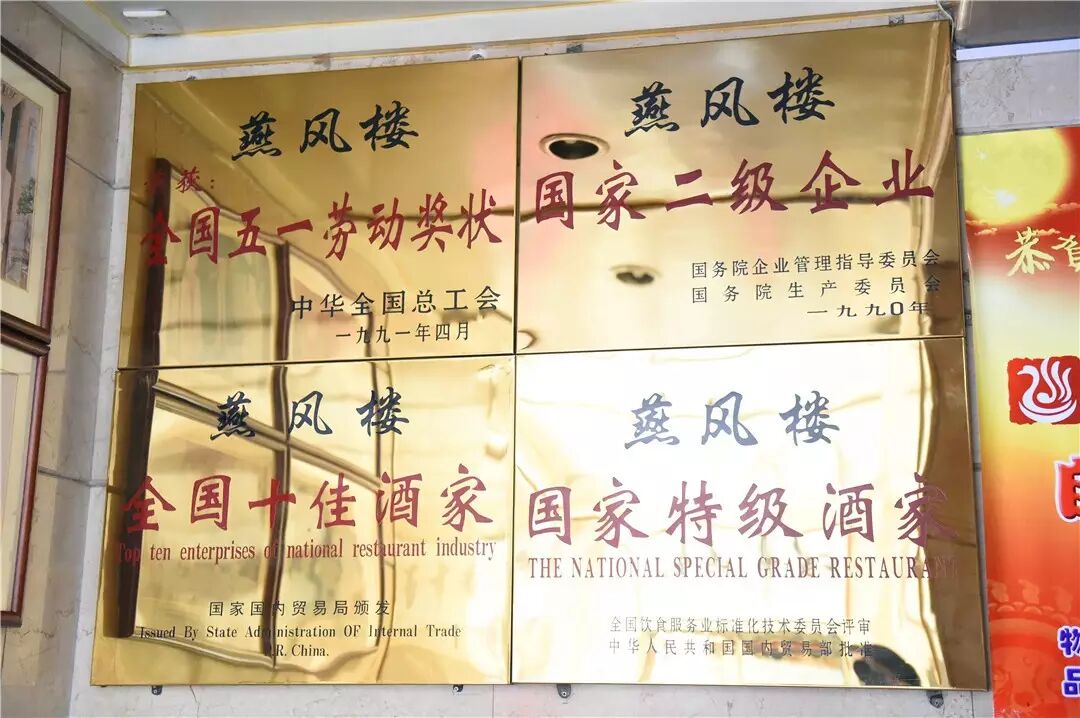 燕风楼
荣获：
全国五一劳动奖状
中华全国总工会
一九九一年四月
燕风楼
国家二级企业
国务院企业管理指导委员会
国务院生产委员会
一九九0年
燕风楼
全国十佳酒家
Top ten enterprises of national restaurant industry
国家国内贸易局颁发
Issued By State Administration OF Internal Trade
P.R. China.
燕风楼
国家特级酒家
THE NATIONAL SPECIAL GRADE RESTAURANT
全国饮食服务业标准化技术委员会评审
中华人民共和国国内贸易部批准
恭贺
物
品